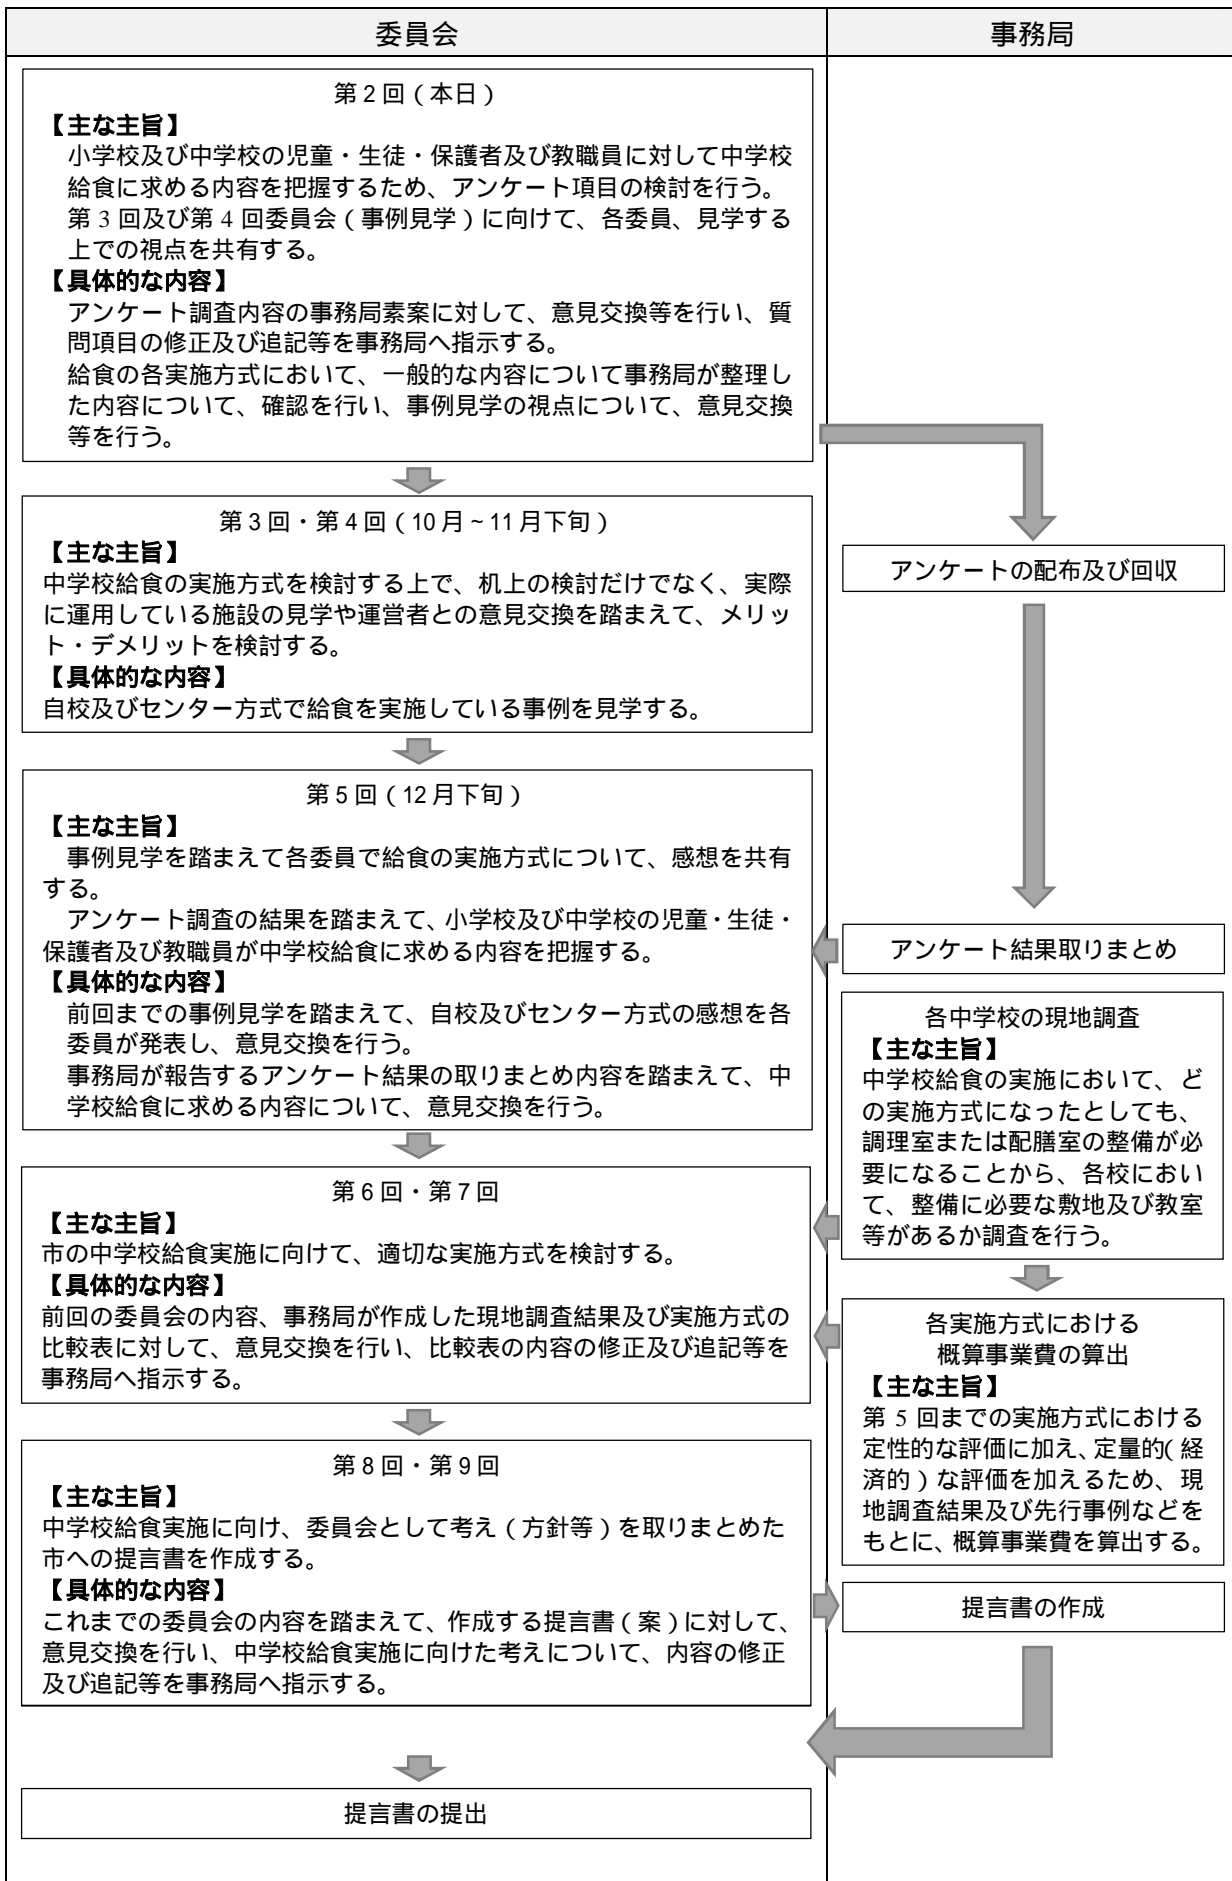 委員会
事務局
第２回（本日）
【主な主旨】
小学校及び中学校の児童・生徒・保護者及び教職員に対して中学校
給食に求める内容を把握するため、アンケート項目の検討を行う。
第 3 回及び第 4 回委員会（事例見学）に向けて、各委員、見学する
上での視点を共有する。
【具体的な内容】
アンケート調査内容の事務局素案に対して、意見交換等を行い、質
問項目の修正及び追記等を事務局へ指示する。
給食の各実施方式において、一般的な内容について事務局が整理し
た内容について、確認を行い、事例見学の視点について、意見交換
等を行う。
第３回・第４回（10 月～11 月下旬）
【主な主旨】
中学校給食の実施方式を検討する上で、机上の検討だけでなく、実際
に運用している施設の見学や運営者との意見交換を踏まえて、メリッ
ト・デメリットを検討する。
【具体的な内容】
自校及びセンター方式で給食を実施している事例を見学する。
第５回（12 月下旬）
【主な主旨】
事例見学を踏まえて各委員で給食の実施方式について、感想を共有
する。
アンケート調査の結果を踏まえて、小学校及び中学校の児童・生徒・
保護者及び教職員が中学校給食に求める内容を把握する。
【具体的な内容】
前回までの事例見学を踏まえて、自校及びセンター方式の感想を各
委員が発表し、意見交換を行う。
事務局が報告するアンケート結果の取りまとめ内容を踏まえて、中
学校給食に求める内容について、意見交換を行う。
第６回・第７回
【主な主旨】
市の中学校給食実施に向けて、適切な実施方式を検討する。
【具体的な内容】
前回の委員会の内容、事務局が作成した現地調査結果及び実施方式の
比較表に対して、意見交換を行い、比較表の内容の修正及び追記等を
事務局へ指示する。
第８回・第９回
【主な主旨】
中学校給食実施に向け、委員会として考え（方針等）を取りまとめた
市への提言書を作成する。
【具体的な内容】
これまでの委員会の内容を踏まえて、作成する提言書（案）に対して、
意見交換を行い、中学校給食実施に向けた考えについて、内容の修正
及び追記等を事務局へ指示する。
提言書の提出
アンケートの配布及び回収
アンケート結果取りまとめ
各中学校の現地調査
【主な主旨】
中学校給食の実施において、ど
の実施方式になったとしても、
調理室または配膳室の整備が必
要になることから、各校におい
て、整備に必要な敷地及び教室
等があるか調査を行う。
各実施方式における
概算事業費の算出
【主な主旨】
第 5 回までの実施方式における
定性的な評価に加え、定量的（経
済的）な評価を加えるため、現
地調査結果及び先行事例などを
もとに、概算事業費を算出する。
提言書の作成